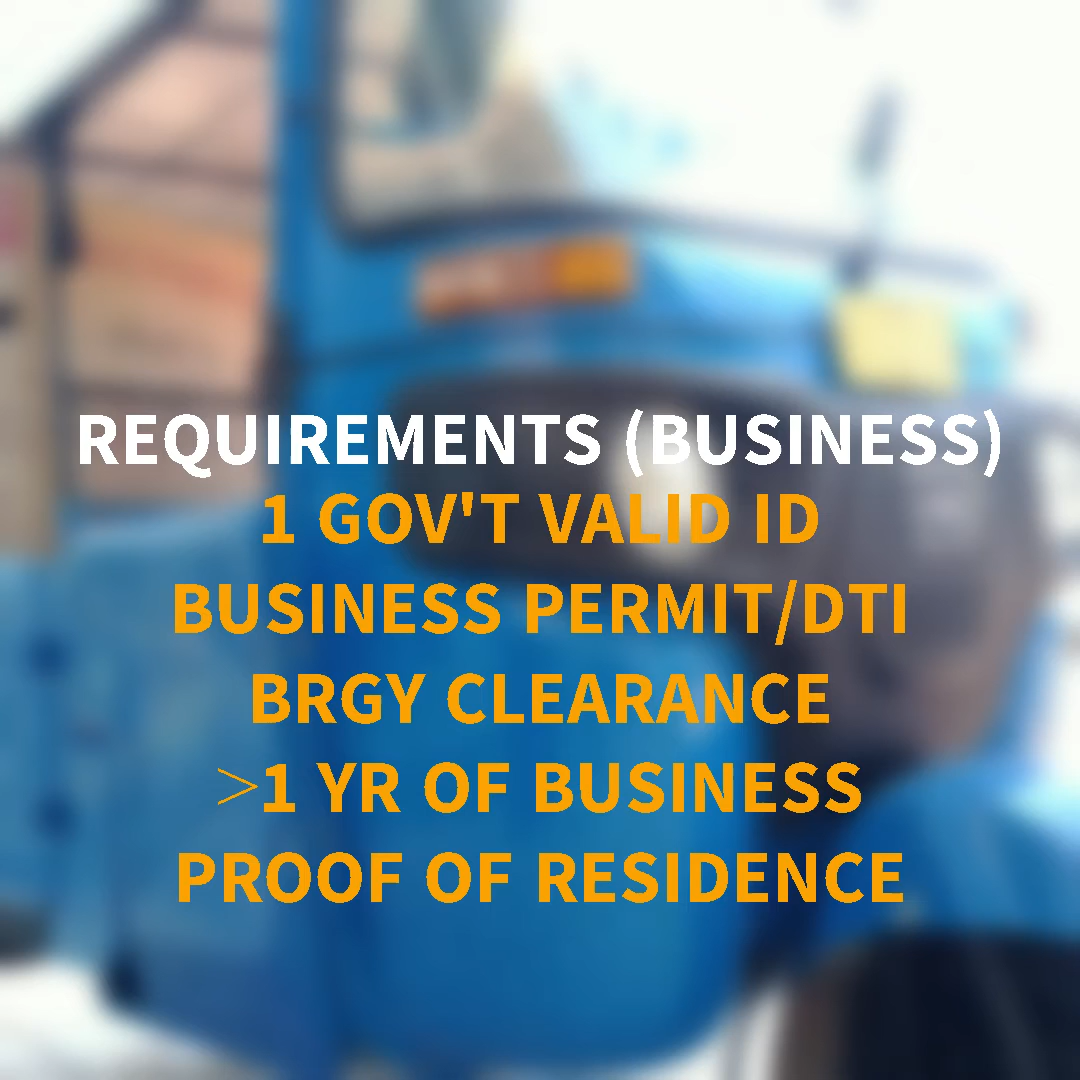 REQUIREMENTS (BUSINESS)
1 GOV'T VALID ID
BUSINESS PERMIT/DTI
BRGY CLEARANCE
>1 YR OF BUSINESS
PROOF OF RESIDENCE